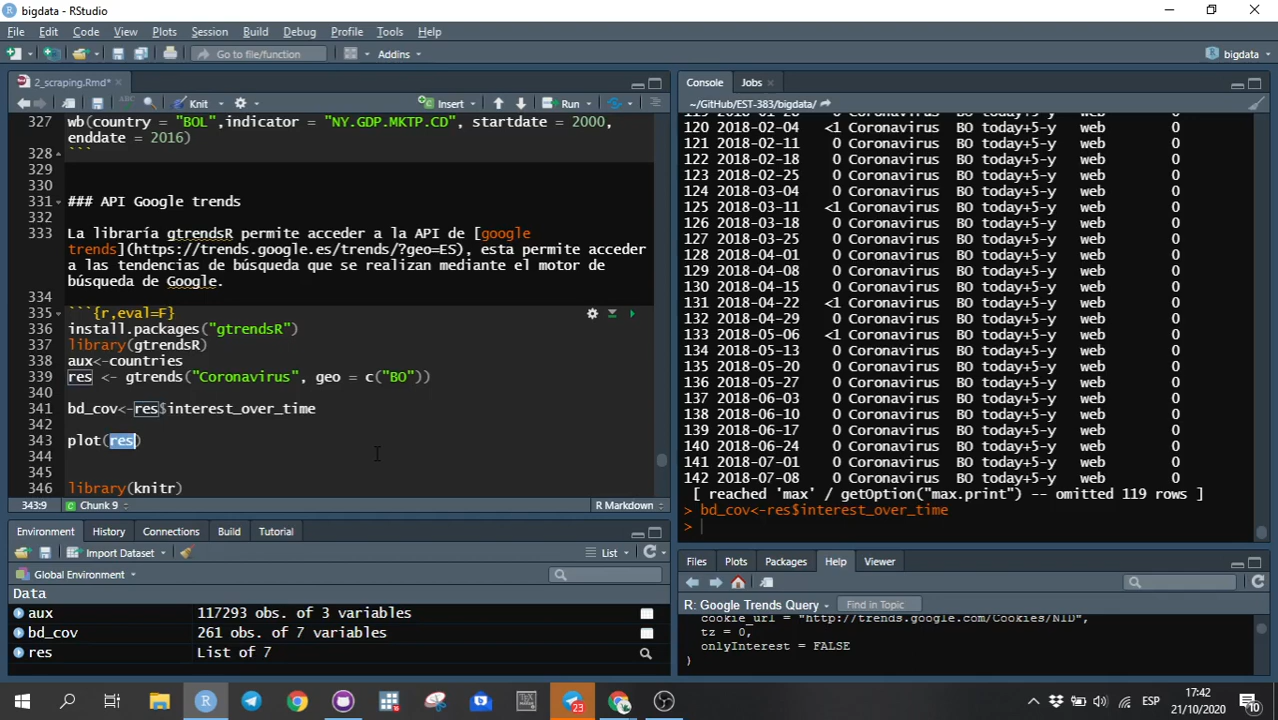 bigdata - RStudio
File Edit Code View Plots Session Build Debug Profile Tools Help
Go to file/function Addins bigdata
2_scraping.Rmd*
Knit Insert Run
327 wb(country = "BOL",indicator = "NY.GDP.MKTP.CD", startdate = 2000,
enddate = 2016)
328 ```
329
330
331 ### API Google trends
332
333 La libraría gtrendsR permite acceder a la API de [google
trends](https://trends.google.es/trends/?geo=ES), esta permite acceder
a las tendencias de búsqueda que se realizan mediante el motor de
búsqueda de Google.
334
335 ```{r,eval=F}
336 install.packages("gtrendsR")
337 library(gtrendsR)
338 aux<-countries
339 res <- gtrends("Coronavirus", geo = c("BO"))
340
341 bd_cov<-res$interest_over_time
342
343 plot(res)
344
345
346 library(knitr)
343:9 Chunk 9 R Markdown
Environment History Connections Build Tutorial
Import Dataset List
Global Environment
Data
aux 117293 obs. of 3 variables
bd_cov 261 obs. of 7 variables
res List of 7
Console Jobs
~/GitHub/EST-383/bigdata/
120 2018-02-04 <1 Coronavirus BO today+5-y web 0
121 2018-02-11 0 Coronavirus BO today+5-y web 0
122 2018-02-18 0 Coronavirus BO today+5-y web 0
123 2018-02-25 0 Coronavirus BO today+5-y web 0
124 2018-03-04 0 Coronavirus BO today+5-y web 0
125 2018-03-11 <1 Coronavirus BO today+5-y web 0
126 2018-03-18 0 Coronavirus BO today+5-y web 0
127 2018-03-25 0 Coronavirus BO today+5-y web 0
128 2018-04-01 0 Coronavirus BO today+5-y web 0
129 2018-04-08 0 Coronavirus BO today+5-y web 0
130 2018-04-15 0 Coronavirus BO today+5-y web 0
131 2018-04-22 <1 Coronavirus BO today+5-y web 0
132 2018-04-29 0 Coronavirus BO today+5-y web 0
133 2018-05-06 <1 Coronavirus BO today+5-y web 0
134 2018-05-13 0 Coronavirus BO today+5-y web 0
135 2018-05-20 0 Coronavirus BO today+5-y web 0
136 2018-05-27 0 Coronavirus BO today+5-y web 0
137 2018-06-03 0 Coronavirus BO today+5-y web 0
138 2018-06-10 0 Coronavirus BO today+5-y web 0
139 2018-06-17 0 Coronavirus BO today+5-y web 0
140 2018-06-24 0 Coronavirus BO today+5-y web 0
141 2018-07-01 0 Coronavirus BO today+5-y web 0
142 2018-07-08 0 Coronavirus BO today+5-y web 0
[ reached 'max' / getOption("max.print") -- omitted 119 rows ]
> bd_cov<-res$interest_over_time
>
Files Plots Packages Help Viewer
R: Google Trends Query Find in Topic
cookie_url = "http://trends.google.com/Cookies/NID",
tz = 0,
onlyInterest = FALSE
)
23 ESP 17:42
21/10/2020 10